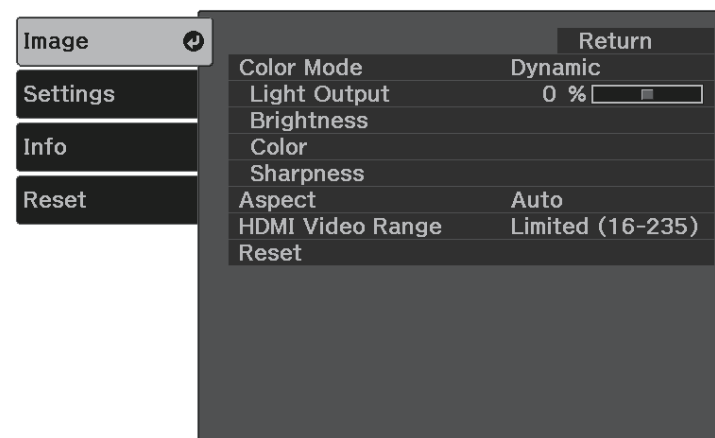 Image
Settings
Info
Reset
Return
Color Mode Dynamic
Light Output 0 %
Brightness
Color
Sharpness
Aspect Auto
HDMI Video Range Limited (16-235)
Reset